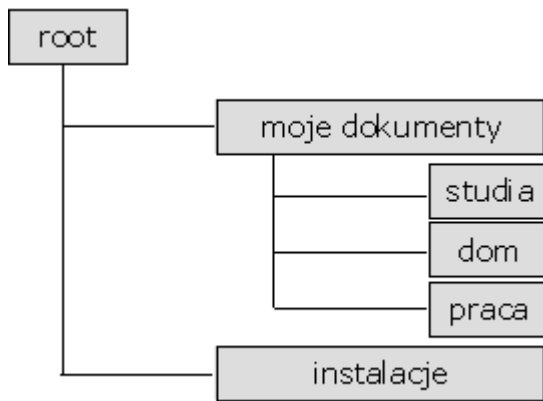 root
moje dokumenty
studia
dom
praca
instalacje